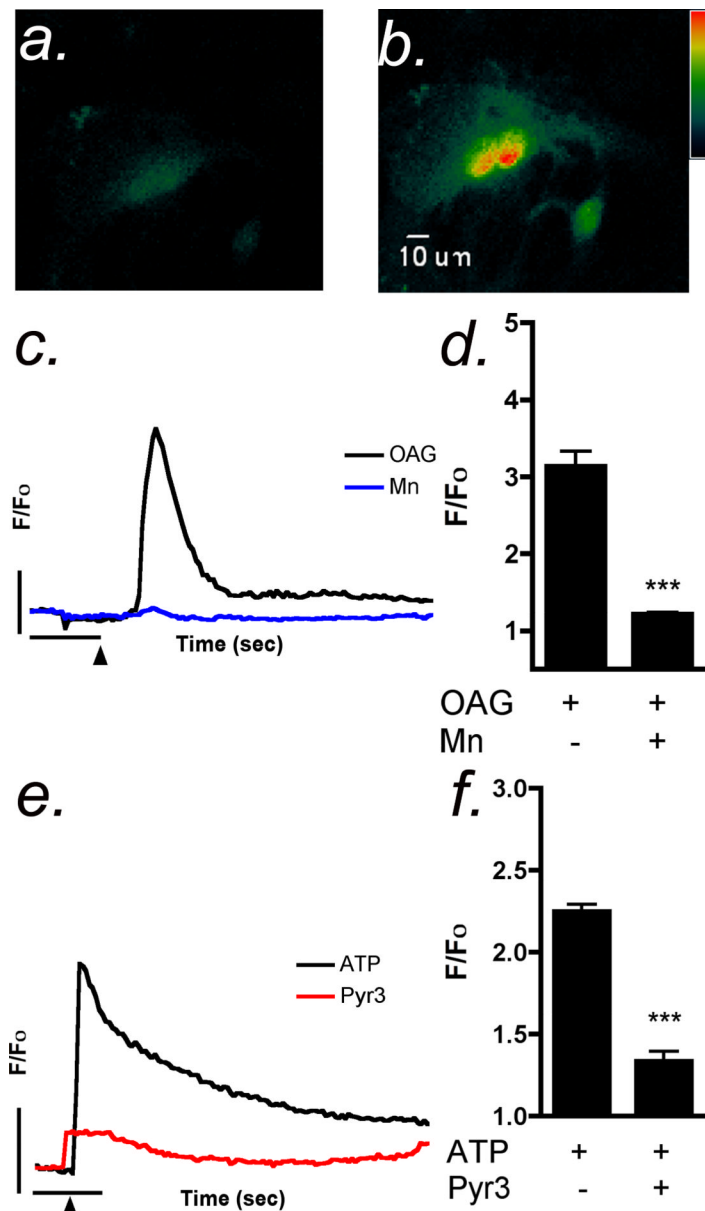 a.
b.
10 um
c.
OAG
Mn
F/Fo
Time (sec)
d.
5
4
3
2
1
F/Fo
***
OAG + +
Mn - +
e.
ATP
Pyr3
F/Fo
Time (sec)
f.
3.0
2.5
2.0
1.5
1.0
F/Fo
***
ATP + +
Pyr3 - +